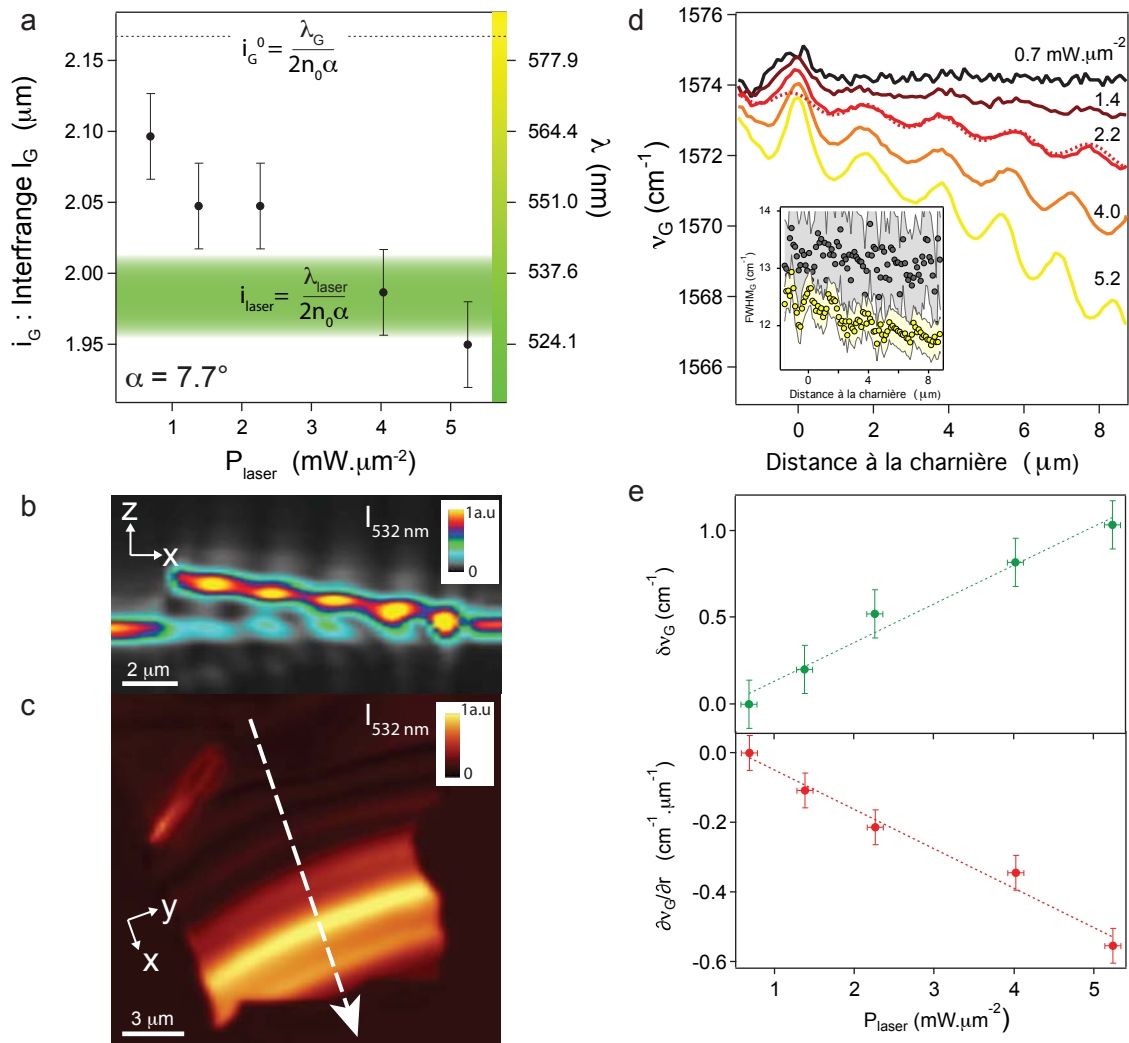 a
i_G : Interfrange I_G (μm)
2.15
2.10
2.05
2.00
1.95
i_G^0 = λ_G / 2n_0α
i_laser = λ_laser / 2n_0α
α = 7.7°
577.9
564.4
551.0
537.6
524.1
λ (nm)
1 2 3 4 5
P_laser (mW.μm^-2)
b
z
x
I_532 nm
1a.u
0
2 μm
c
I_532 nm
1a.u
0
y
x
3 μm
d
ν_G (cm^-1)
1576
1574
1572
1570
1568
1566
0.7 mW.μm^-2
1.4
2.2
4.0
5.2
FWHM_G (cm^-1)
14
13
12
0 4 8
Distance à la charnière (μm)
0 2 4 6 8
Distance à la charnière (μm)
e
δν_G (cm^-1)
1.0
0.5
0.0
∂ν_G/∂r (cm^-1.μm^-1)
0.0
-0.2
-0.4
-0.6
1 2 3 4 5
P_laser (mW.μm^-2)